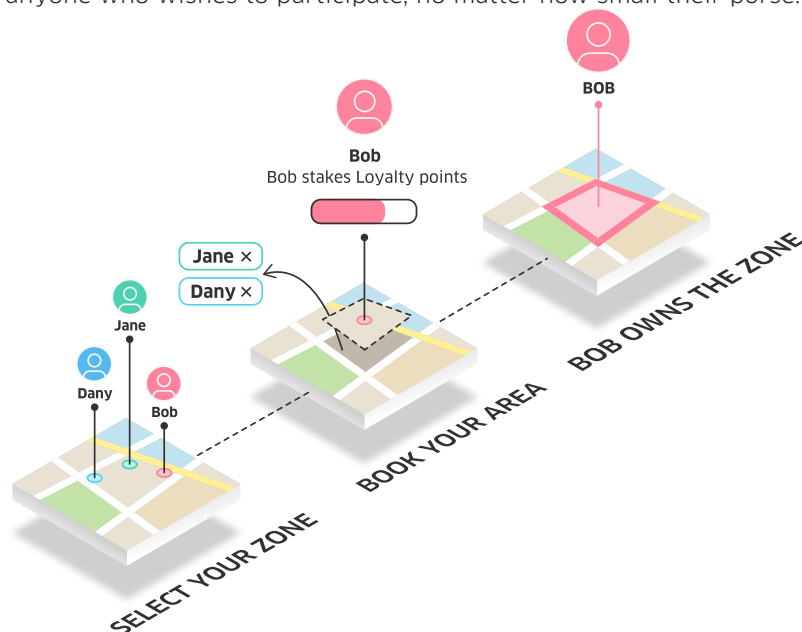 anyone who wishes to participate, no matter how small their purse.
BOB
Bob
Bob stakes Loyalty points
Jane ×
Dany ×
Jane
Dany
Bob
SELECT YOUR ZONE
BOOK YOUR AREA
BOB OWNS THE ZONE